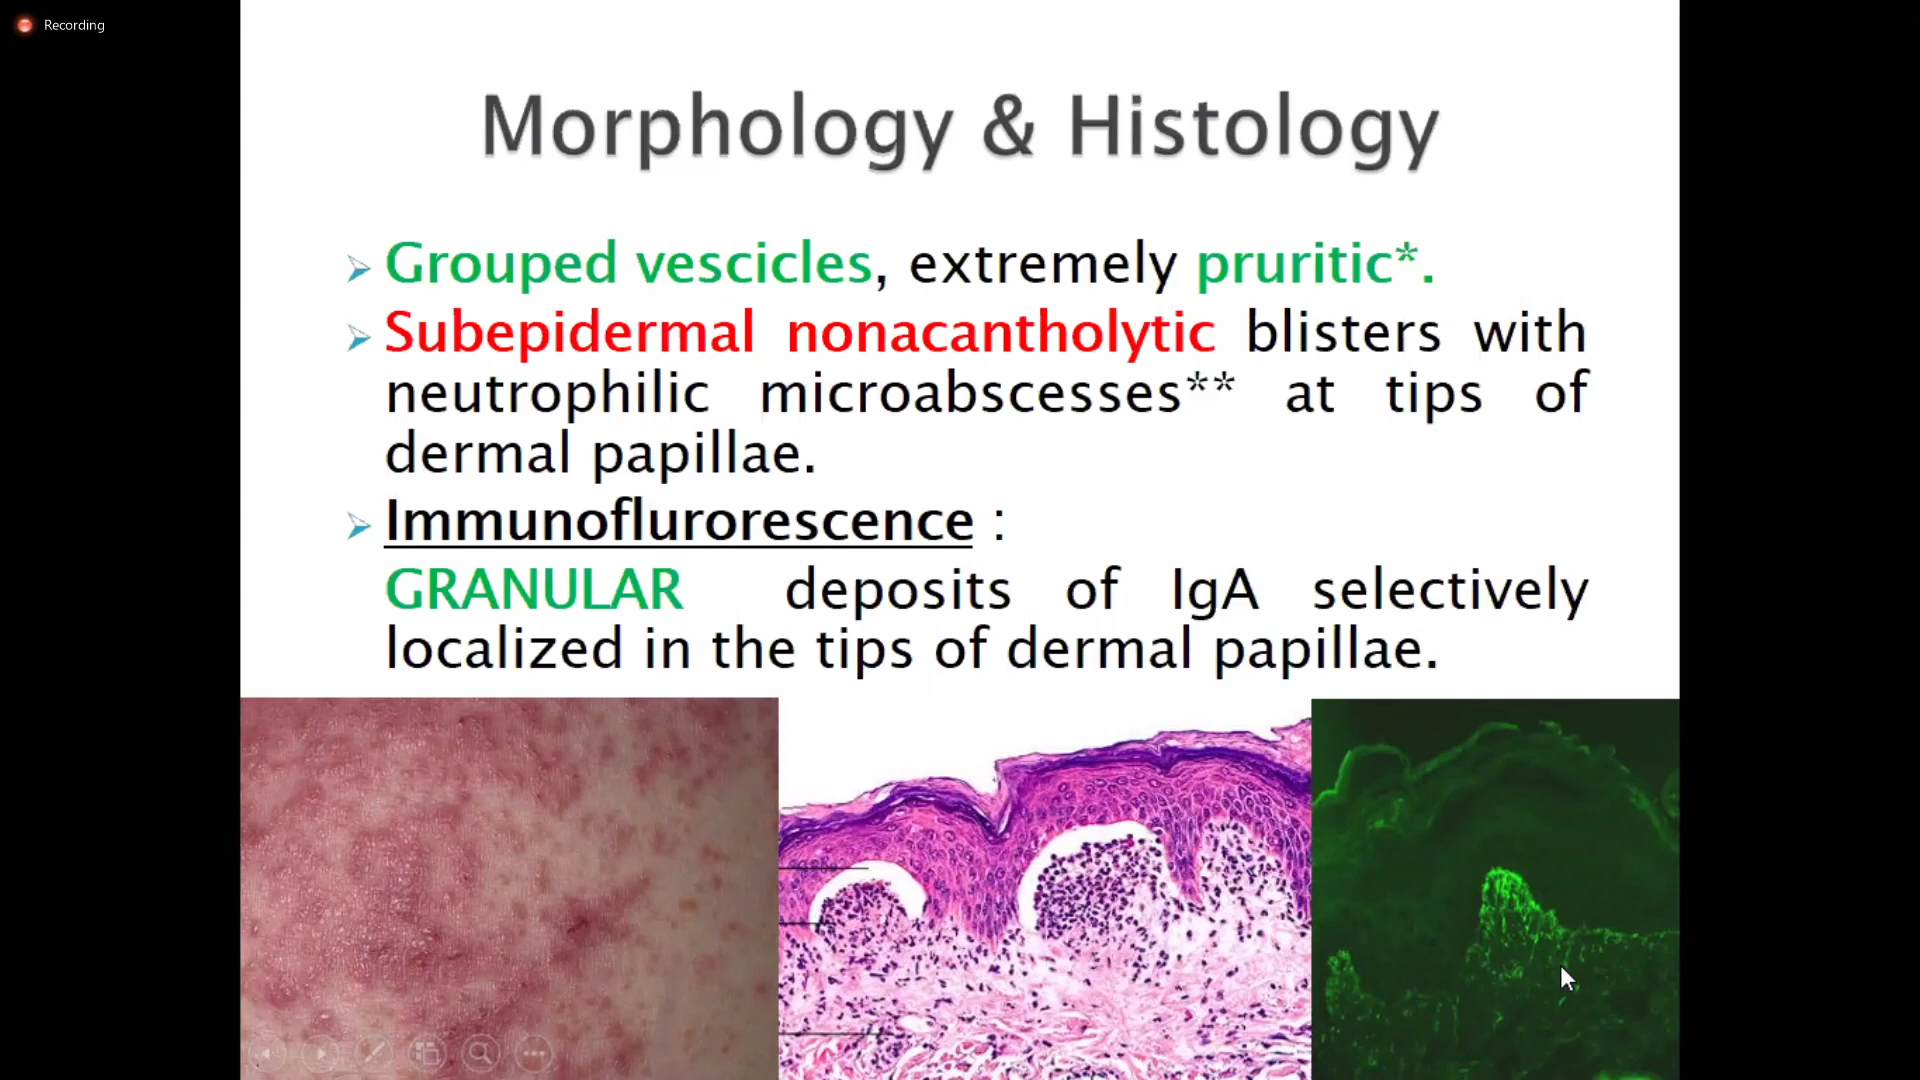 Recording
Morphology & Histology
Grouped vescicles, extremely pruritic*.
Subepidermal nonacantholytic blisters with
neutrophilic microabscesses** at tips of
dermal papillae.
Immunoflurorescence :
GRANULAR deposits of IgA selectively
localized in the tips of dermal papillae.